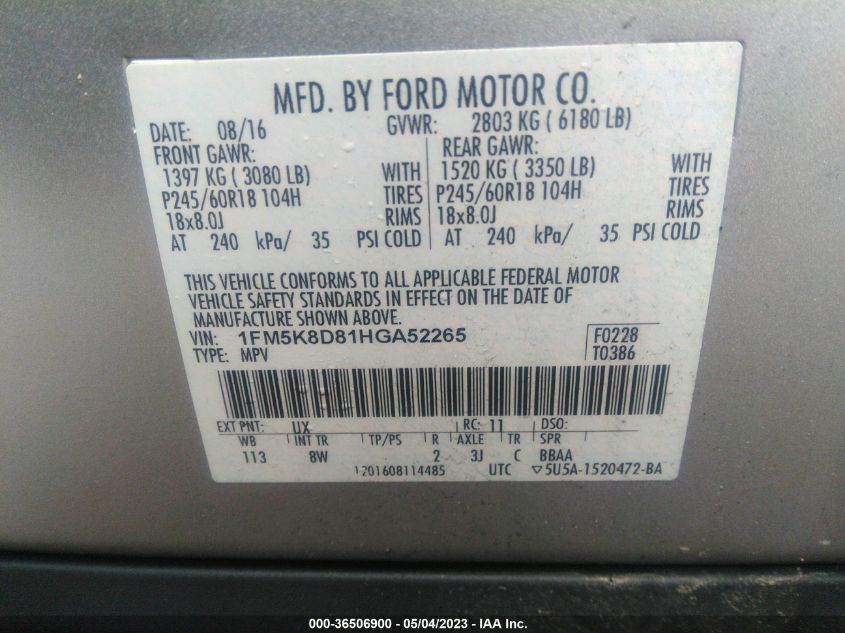 MFD. BY FORD MOTOR CO.
DATE: 08/16 GVWR: 2803 KG ( 6180 LB)
FRONT GAWR: REAR GAWR:
1397 KG ( 3080 LB) WITH 1520 KG ( 3350 LB) WITH
P245/60R18 104H TIRES P245/60R18 104H TIRES
18x8.0J RIMS 18x8.0J RIMS
AT 240 kPa/ 35 PSI COLD AT 240 kPa/ 35 PSI COLD
THIS VEHICLE CONFORMS TO ALL APPLICABLE FEDERAL MOTOR
VEHICLE SAFETY STANDARDS IN EFFECT ON THE DATE OF
MANUFACTURE SHOWN ABOVE.
VIN: 1FM5K8D81HGA52265 F0228
TYPE: MPV T0386
EXT PNT: UX RC: 11 DSO:
WB INT TR TP/PS R AXLE TR SPR
113 8W 2 3J C BBAA
1201608114485 UTC ▽5U5A-1520472-BA
000-36506900 - 05/04/2023 - IAA Inc.